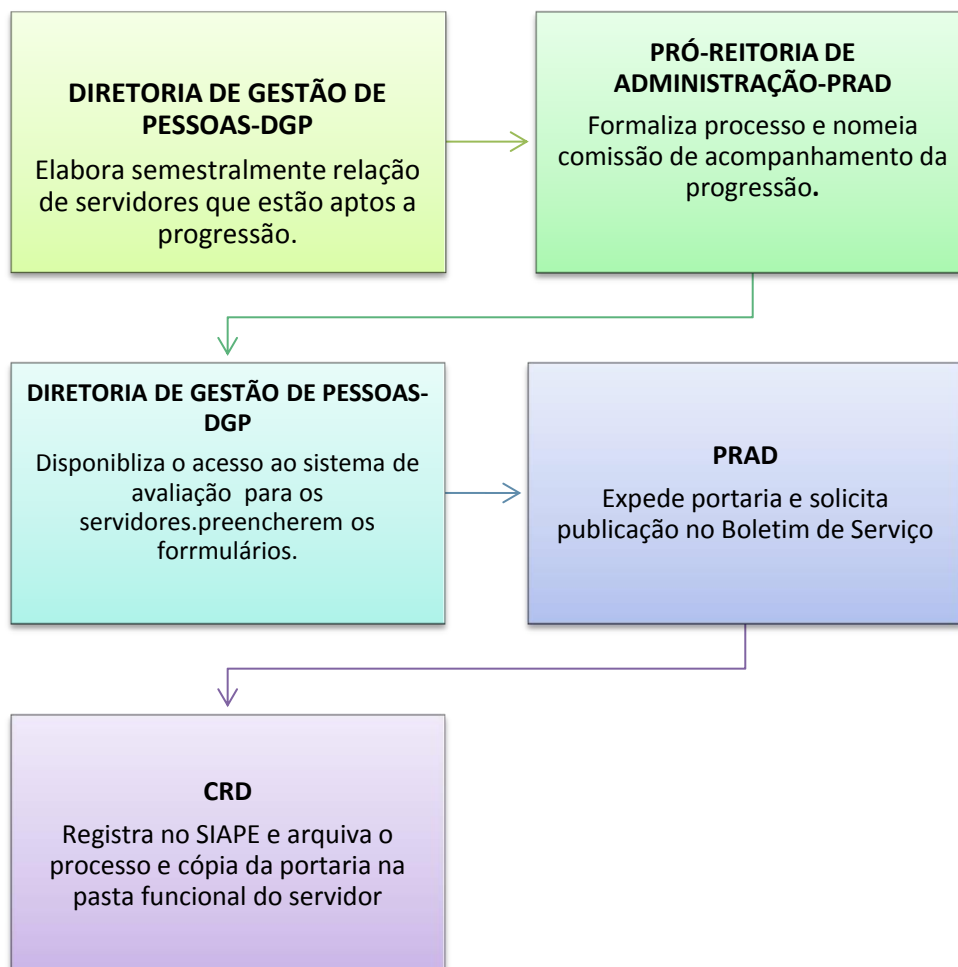 DIRETORIA DE GESTÃO DE
PESSOAS-DGP
Elabora semestralmente relação
de servidores que estão aptos a
progressão.
PRÓ-REITORIA DE
ADMINISTRAÇÃO-PRAD
Formaliza processo e nomeia
comissão de acompanhamento da
progressão.
DIRETORIA DE GESTÃO DE PESSOAS-
DGP
Disponibliza o acesso ao sistema de
avaliação para os
servidores.preencherem os
forrmulários.
PRAD
Expede portaria e solicita
publicação no Boletim de Serviço
CRD
Registra no SIAPE e arquiva o
processo e cópia da portaria na
pasta funcional do servidor